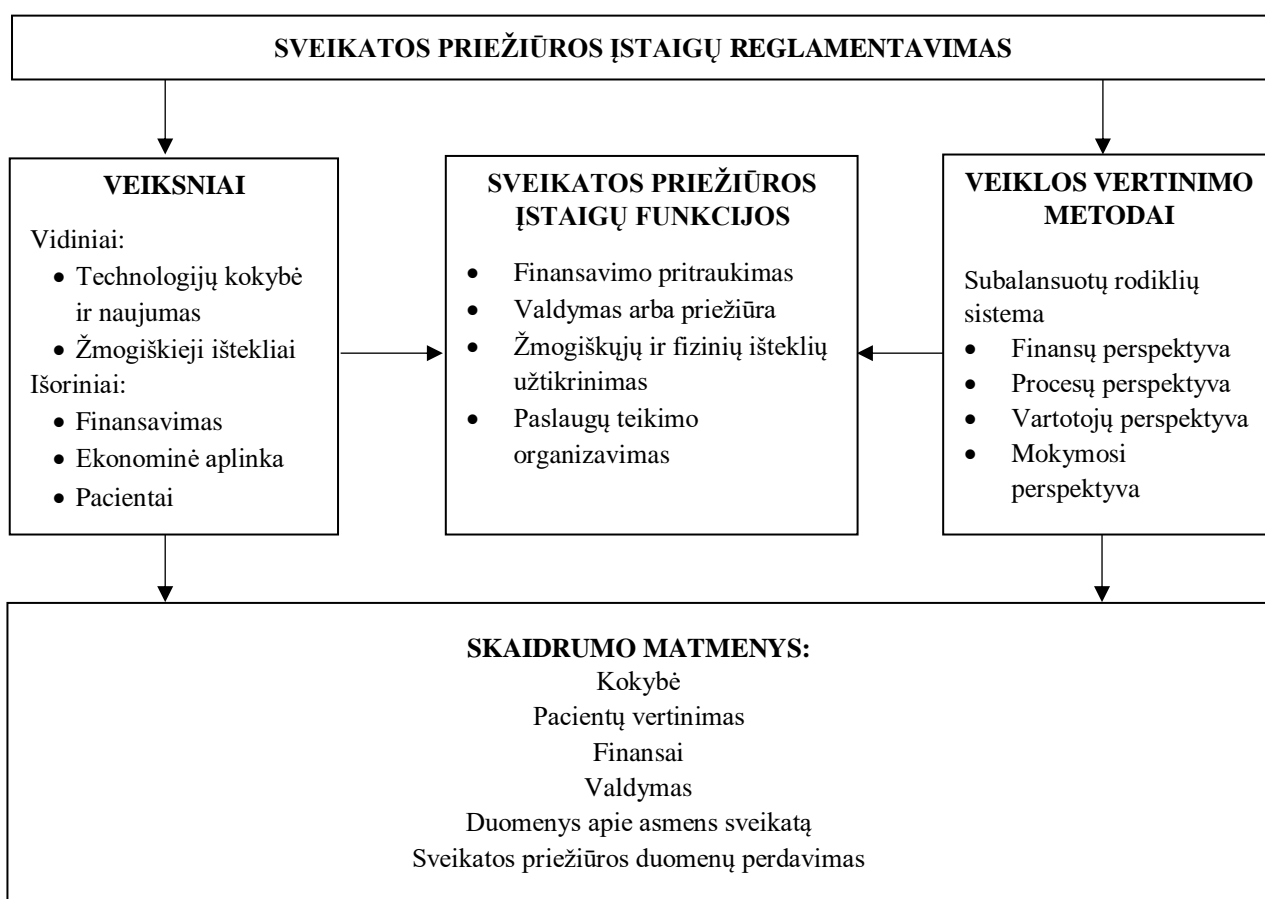 SVEIKATOS PRIEŽIŪROS ĮSTAIGŲ REGLAMENTAVIMAS
VEIKSNIAI
Vidiniai:
• Technologijų kokybė
ir naujumas
• Žmogiškieji ištekliai
Išoriniai:
• Finansavimas
• Ekonominė aplinka
• Pacientai
SVEIKATOS PRIEŽIŪROS
ĮSTAIGŲ FUNKCIJOS
• Finansavimo pritraukimas
• Valdymas arba priežiūra
• Žmogiškųjų ir fizinių išteklių
užtikrinimas
• Paslaugų teikimo
organizavimas
VEIKLOS VERTINIMO
METODAI
Subalansuotų rodiklių
sistema
• Finansų perspektyva
• Procesų perspektyva
• Vartotojų perspektyva
• Mokymosi
perspektyva
SKAIDRUMO MATMENYS:
Kokybė
Pacientų vertinimas
Finansai
Valdymas
Duomenys apie asmens sveikatą
Sveikatos priežiūros duomenų perdavimas